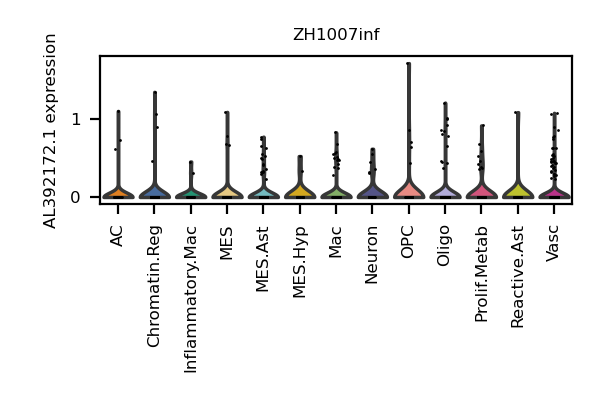 ZH1007inf
AL392172.1 expression
1
0
AC
Chromatin.Reg
Inflammatory.Mac
MES
MES.Ast
MES.Hyp
Mac
Neuron
OPC
Oligo
Prolif.Metab
Reactive.Ast
Vasc